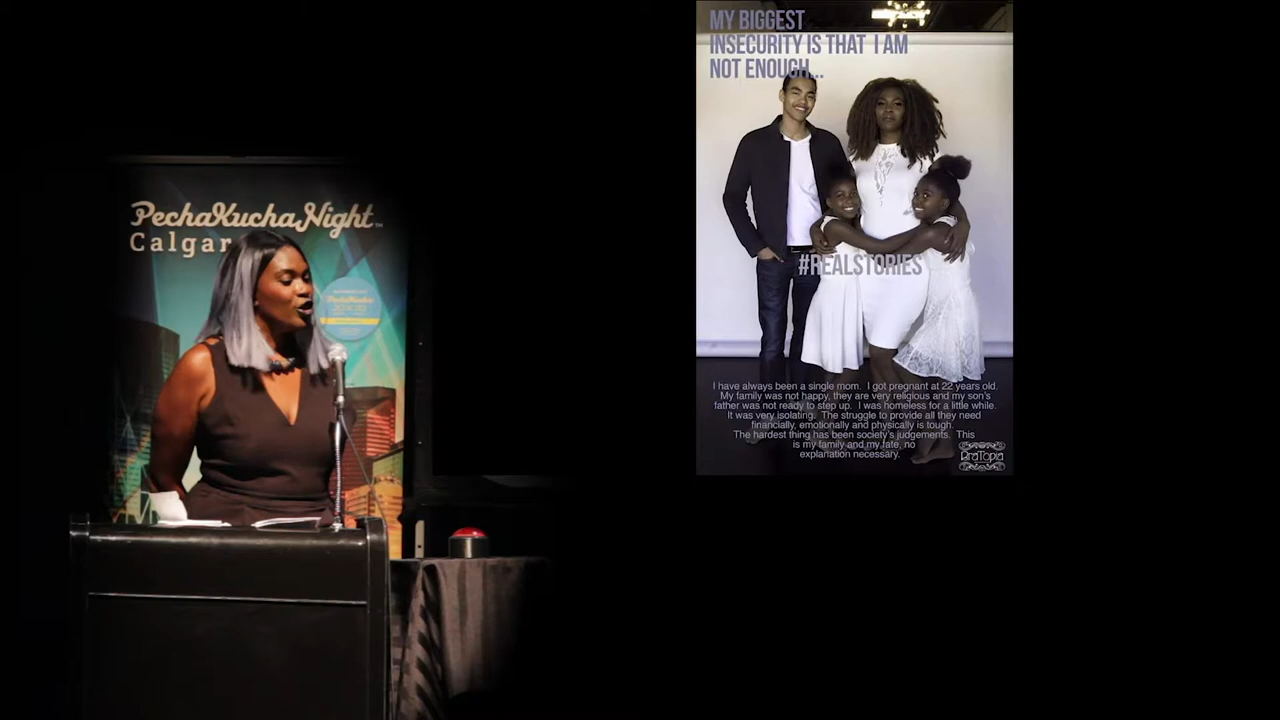 PechaKuchaNight™
Calgar
MY BIGGEST
INSECURITY IS THAT I AM
NOT ENOUGH...
#REALSTORIES
I have always been a single mom. I got pregnant at 22 years old.
My family was not happy, they are very religious and my son's
father was not ready to step up. I was homeless for a little while.
It was very isolating. The struggle to provide all they need
financially, emotionally and physically is tough.
The hardest thing has been society's judgements. This
is my family and my fate, no
explanation necessary.
BraTopia